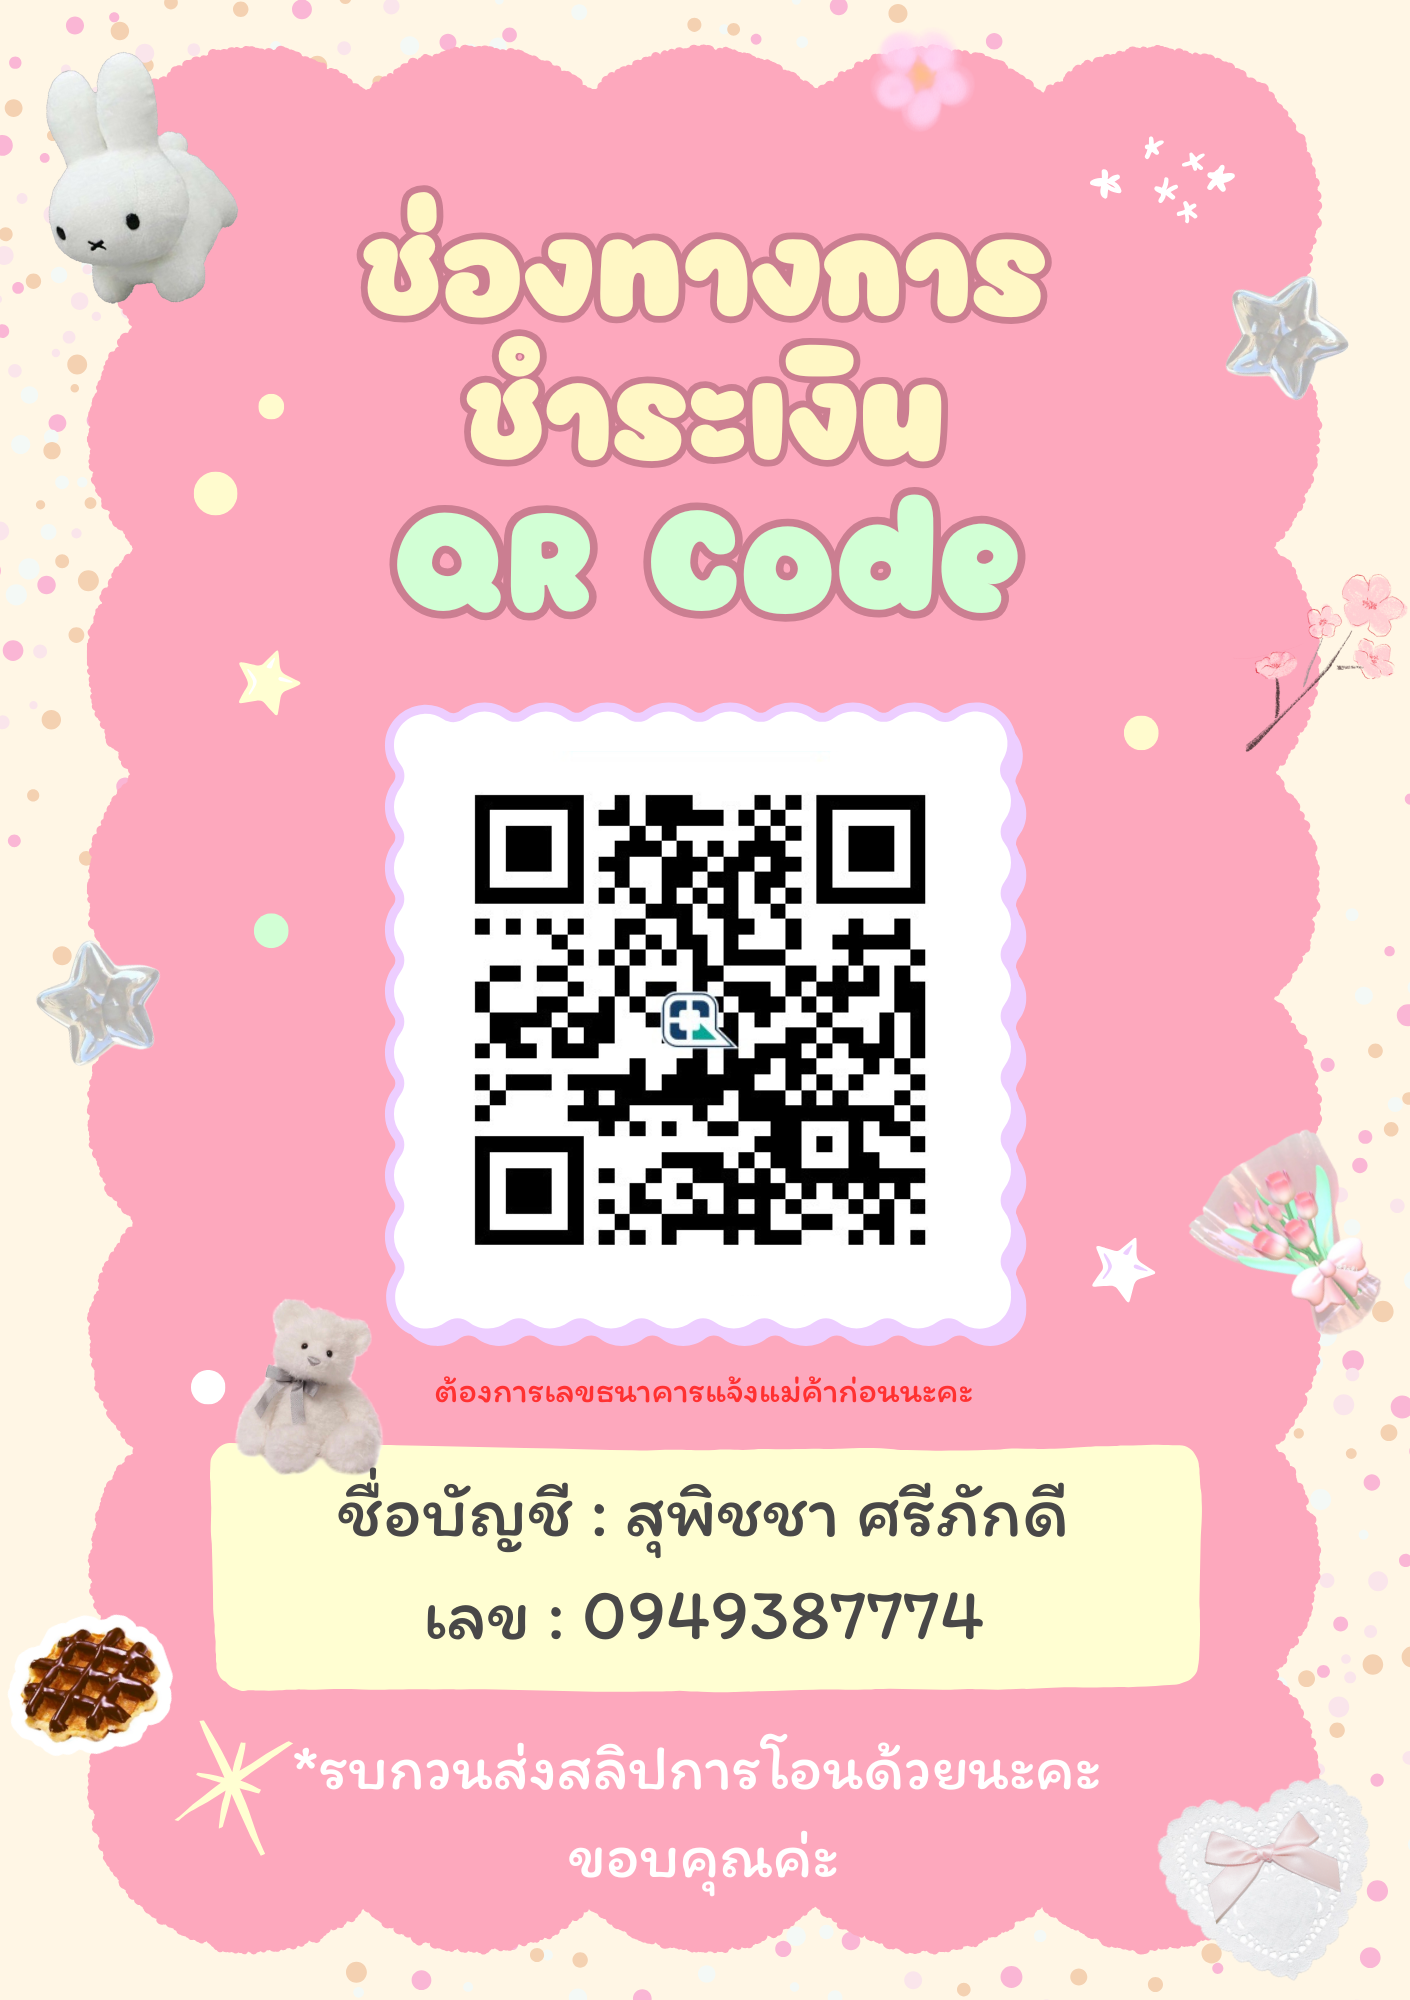 ช่องทางการ
ชำระเงิน
QR Code
ต้องการเลขธนาคารแจ้งแม่ค้าก่อนนะคะ
ชื่อบัญชี : สุพิชชา ศรีภักดี
เลข : 0949387774
*รบกวนส่งสลิปการโอนด้วยนะคะ
ขอบคุณค่ะ